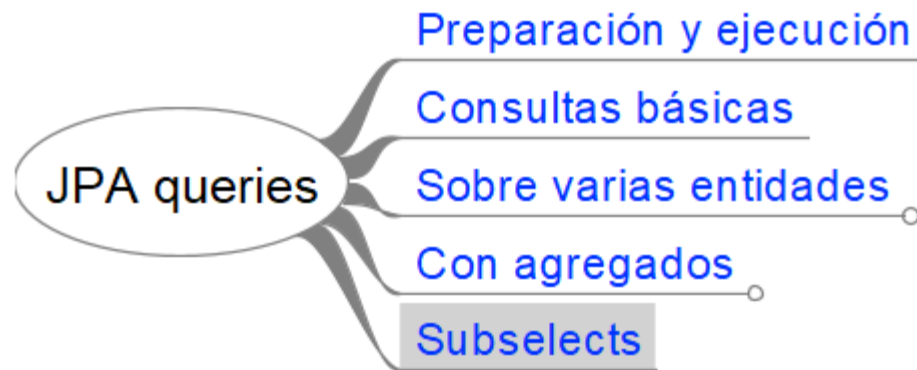 Preparación y ejecución
Consultas básicas
JPA queries
Sobre varias entidades
Con agregados
Subselects